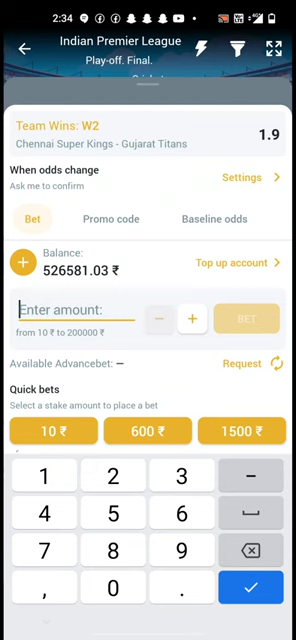 2:34
Indian Premier League
Play-off. Final.
Team Wins: W2
Chennai Super Kings - Gujarat Titans
1.9
When odds change
Ask me to confirm
Settings
Bet
Promo code
Baseline odds
Balance:
526581.03 ₹
Top up account
Enter amount:
BET
from 10 ₹ to 200000 ₹
Available Advancebet: –
Request
Quick bets
Select a stake amount to place a bet
10 ₹
600 ₹
1500 ₹
1 2 3 –
4 5 6
7 8 9
, 0 .